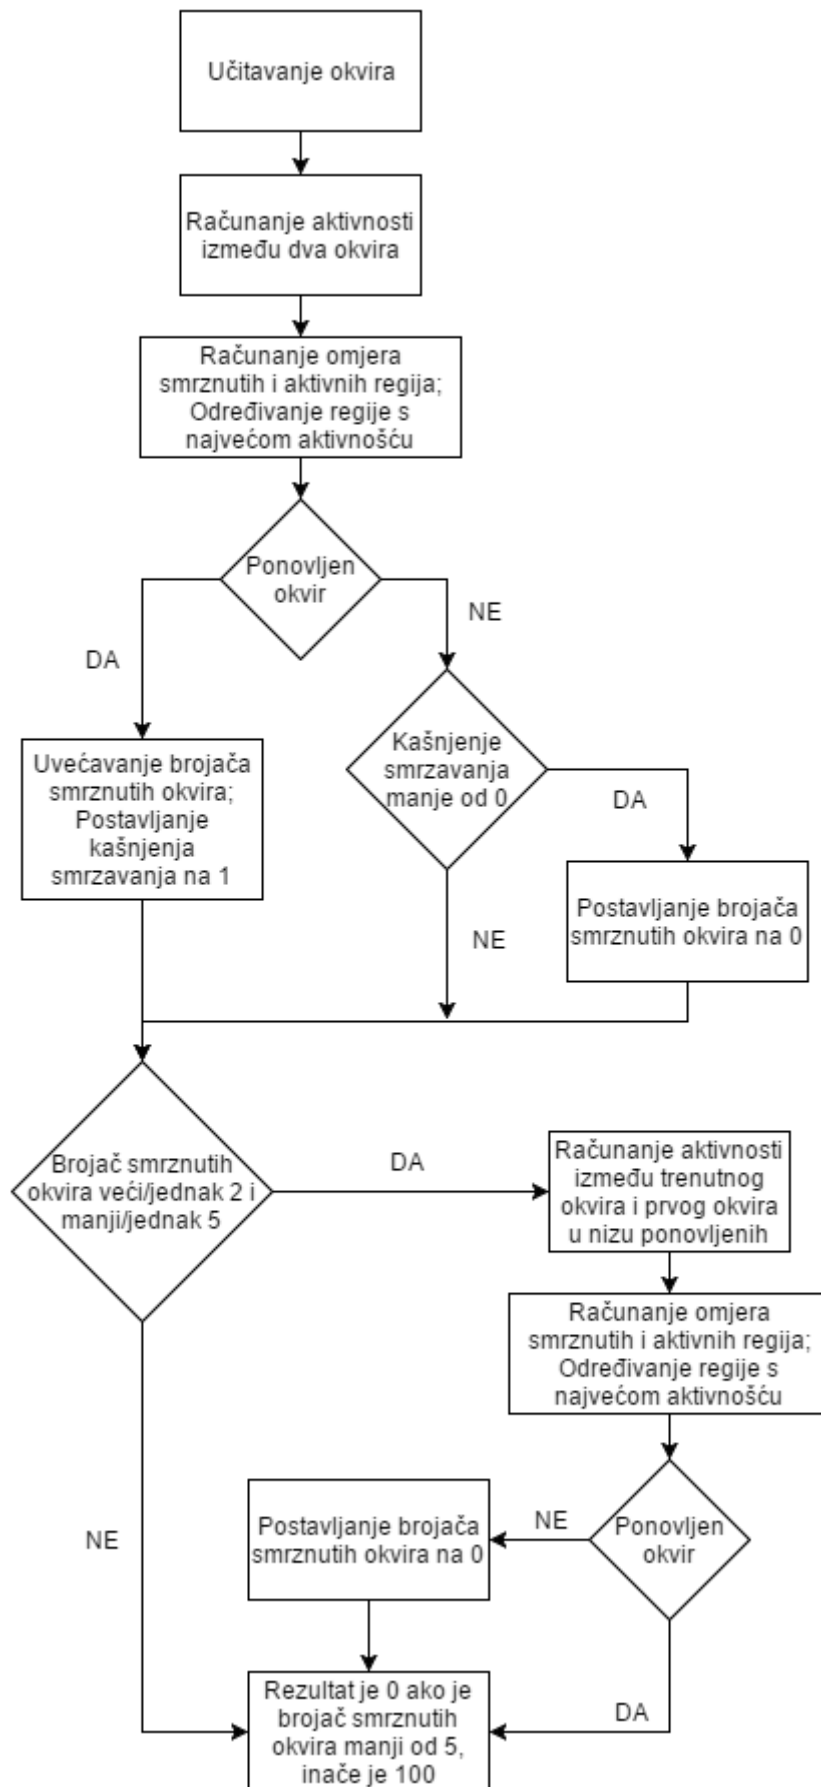 Učitavanje okvira
Računanje aktivnosti
između dva okvira
Računanje omjera
smrznutih i aktivnih regija;
Određivanje regije s
najvećom aktivnošću
Ponovljen
okvir
DA
NE
Uvećavanje brojača
smrznutih okvira;
Postavljanje
kašnjenja
smrzavanja na 1
Kašnjenje
smrzavanja
manje od 0
DA
NE
Postavljanje brojača
smrznutih okvira na 0
Brojač smrznutih
okvira veći/jednak 2 i
manji/jednak 5
DA
Računanje aktivnosti
između trenutnog
okvira i prvog okvira
u nizu ponovljenih
Računanje omjera
smrznutih i aktivnih regija;
Određivanje regije s
najvećom aktivnošću
Ponovljen
okvir
NE
Postavljanje brojača
smrznutih okvira na 0
NE
DA
Rezultat je 0 ako je
brojač smrznutih
okvira manji od 5,
inače je 100